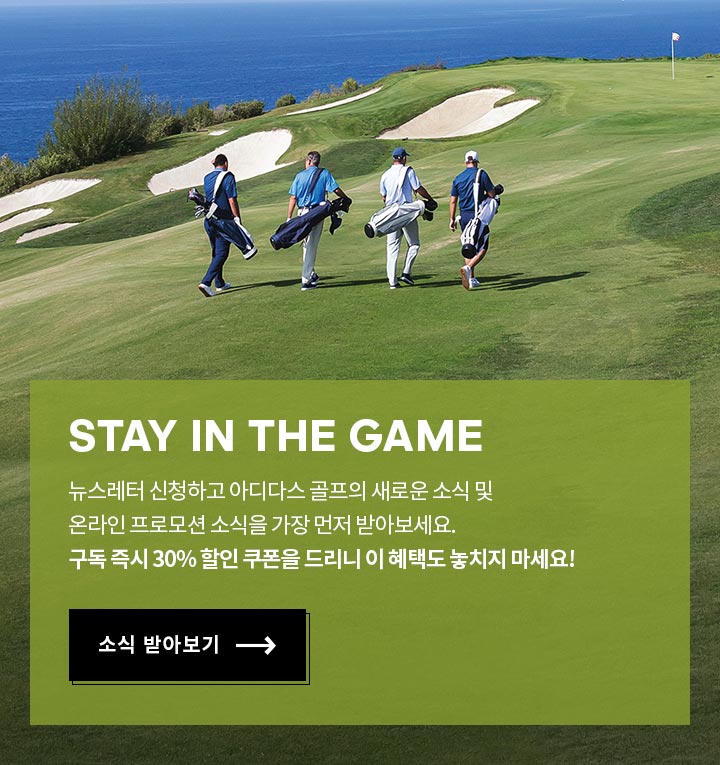 STAY IN THE GAME
뉴스레터 신청하고 아디다스 골프의 새로운 소식 및
온라인 프로모션 소식을 가장 먼저 받아보세요.
구독 즉시 30% 할인 쿠폰을 드리니 이 혜택도 놓치지 마세요!
소식 받아보기